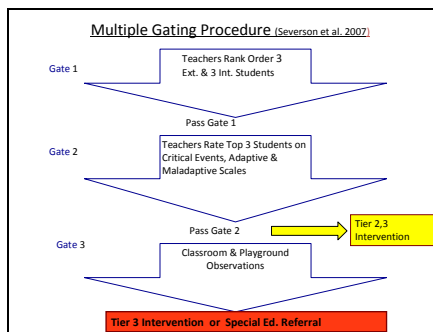 Multiple Gating Procedure (Severson et al. 2007)
Gate 1
Teachers Rank Order 3
Ext. & 3 Int. Students
Pass Gate 1
Gate 2
Teachers Rate Top 3 Students on
Critical Events, Adaptive &
Maladaptive Scales
Pass Gate 2
Tier 2,3
Intervention
Gate 3
Classroom & Playground
Observations
Tier 3 Intervention or Special Ed. Referral